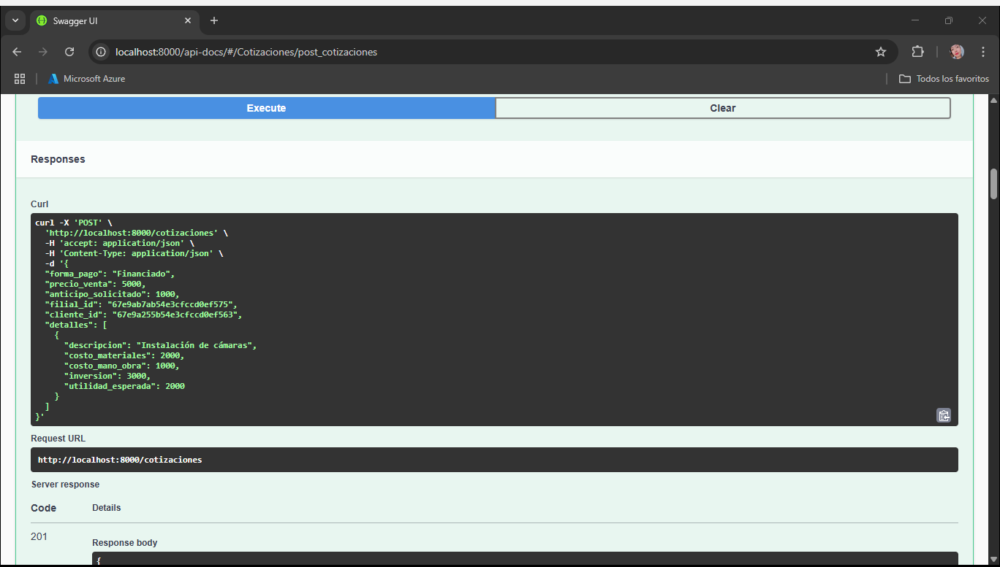 Swagger UI
localhost:8000/api-docs/#/Cotizaciones/post_cotizaciones
Microsoft Azure
Todos los favoritos
Execute
Clear
Responses
Curl
curl -X 'POST' \
  'http://localhost:8000/cotizaciones' \
  -H 'accept: application/json' \
  -H 'Content-Type: application/json' \
  -d '{
  "forma_pago": "Financiado",
  "precio_venta": 5000,
  "anticipo_solicitado": 1000,
  "filial_id": "67e9ab7ab54e3cfccd0ef575",
  "cliente_id": "67e9a255b54e3cfccd0ef563",
  "detalles": [
    {
      "descripcion": "Instalación de cámaras",
      "costo_materiales": 2000,
      "costo_mano_obra": 1000,
      "inversion": 3000,
      "utilidad_esperada": 2000
    }
  ]
}'
Request URL
http://localhost:8000/cotizaciones
Server response
Code
Details
201
Response body
{